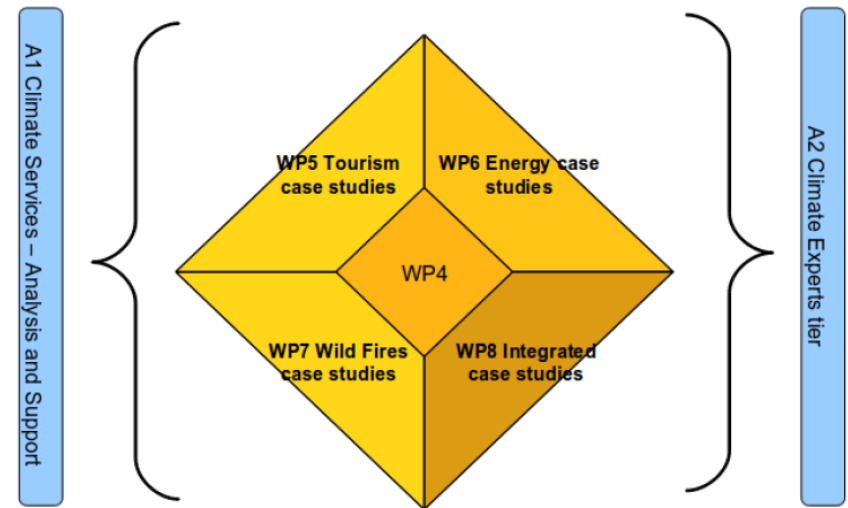 A1 Climate Services – Analysis and Support
WP5 Tourism
case studies
WP6 Energy case
studies
WP4
WP7 Wild Fires
case studies
WP8 Integrated
case studies
A2 Climate Experts tier